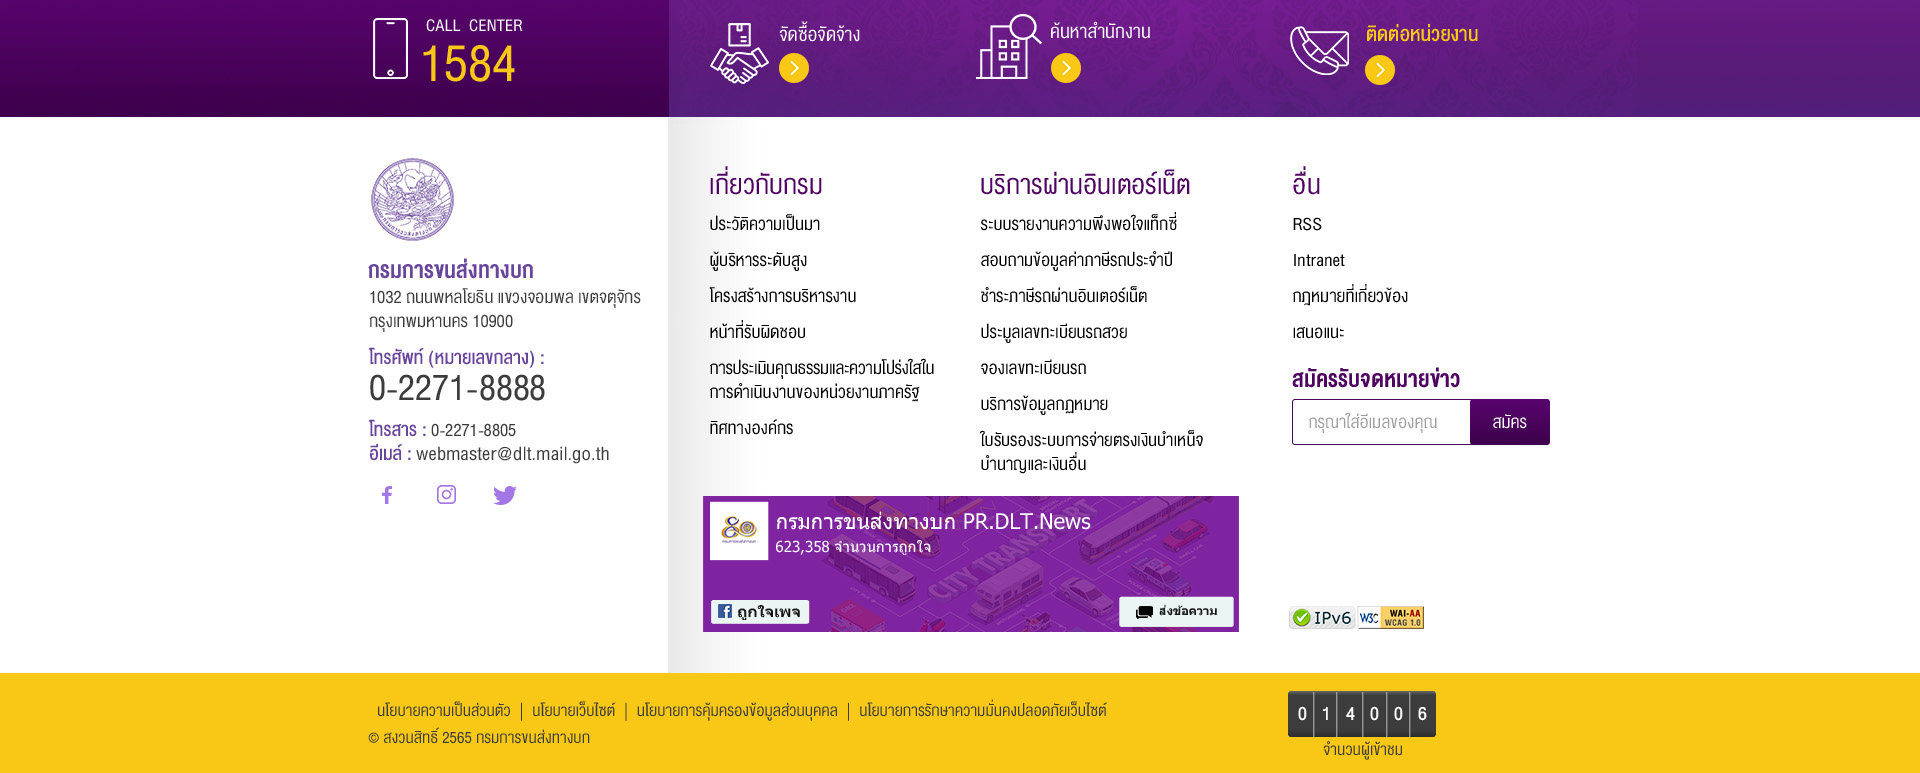 CALL CENTER
1584
จัดซื้อจัดจ้าง
ค้นหาสำนักงาน
ติดต่อหน่วยงาน
กรมการขนส่งทางบก
1032 ถนนพหลโยธิน แขวงจอมพล เขตจตุจักร
กรุงเทพมหานคร 10900
โทรศัพท์ (หมายเลขกลาง) :
0-2271-8888
โทรสาร : 0-2271-8805
อีเมล์ : webmaster@dlt.mail.go.th
เกี่ยวกับกรม
ประวัติความเป็นมา
ผู้บริหารระดับสูง
โครงสร้างการบริหารงาน
หน้าที่รับผิดชอบ
การประเมินคุณธรรมและความโปร่งใสใน
การดำเนินงานของหน่วยงานภาครัฐ
ทิศทางองค์กร
บริการผ่านอินเตอร์เน็ต
ระบบรายงานความพึงพอใจแท็กซี่
สอบถามข้อมูลค่าภาษีรถประจำปี
ชำระภาษีรถผ่านอินเตอร์เน็ต
ประมูลเลขทะเบียนรถสวย
จองเลขทะเบียนรถ
บริการข้อมูลกฏหมาย
ใบรับรองระบบการจ่ายตรงเงินบำเหน็จ
บำนาญและเงินอื่น
อื่น
RSS
Intranet
กฎหมายที่เกี่ยวข้อง
เสนอแนะ
สมัครรับจดหมายข่าว
กรุณาใส่อีเมลของคุณ
สมัคร
กรมการขนส่งทางบก PR.DLT.News
623,358 จำนวนการถูกใจ
CITY TRANSPORT
ถูกใจเพจ
ส่งข้อความ
IPv6
W3C WAI-AA
WCAG 1.0
นโยบายความเป็นส่วนตัว | นโยบายเว็บไซต์ | นโยบายการคุ้มครองข้อมูลส่วนบุคคล | นโยบายการรักษาความมั่นคงปลอดภัยเว็บไซต์
© สงวนสิทธิ์ 2565 กรมการขนส่งทางบก
0 1 4 0 0 6
จำนวนผู้เข้าชม